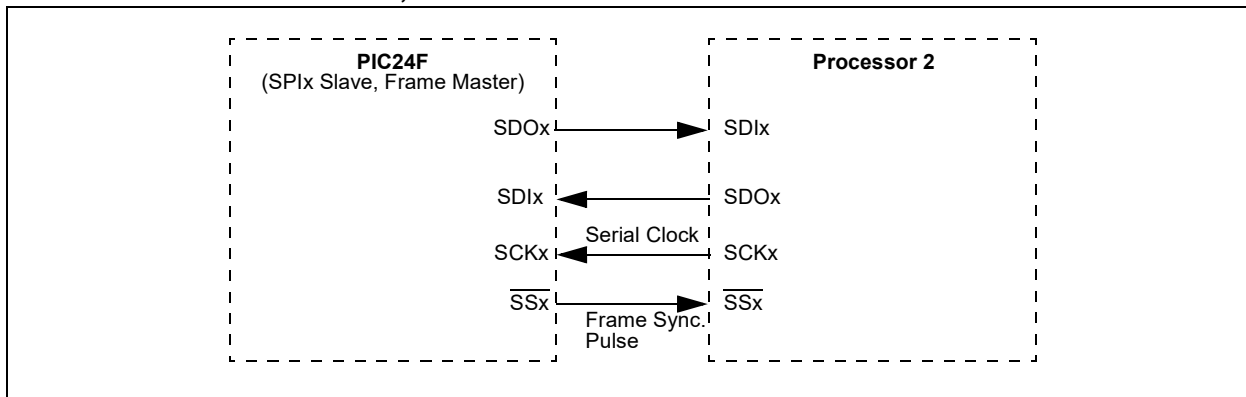 PIC24F
(SPIx Slave, Frame Master)
Processor 2
SDOx SDIx
SDIx SDOx
Serial Clock
SCKx SCKx
SSx SSx
Frame Sync.
Pulse